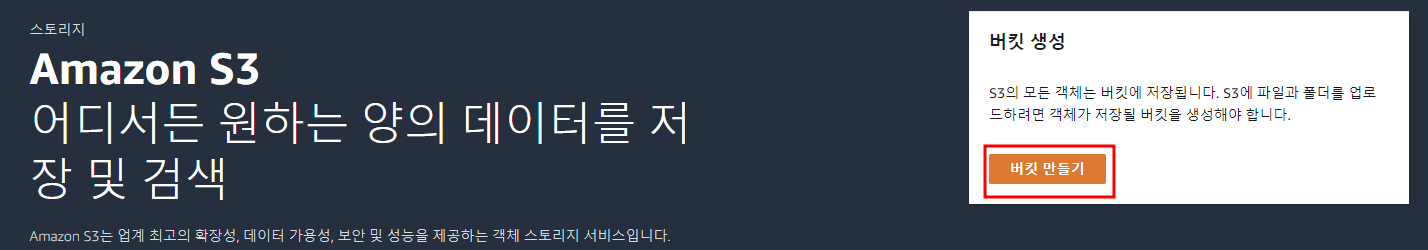 스토리지
Amazon S3
어디서든 원하는 양의 데이터를 저
장 및 검색
Amazon S3는 업계 최고의 확장성, 데이터 가용성, 보안 및 성능을 제공하는 객체 스토리지 서비스입니다.
버킷 생성
S3의 모든 객체는 버킷에 저장됩니다. S3에 파일과 폴더를 업로
드하려면 객체가 저장될 버킷을 생성해야 합니다.
버킷 만들기